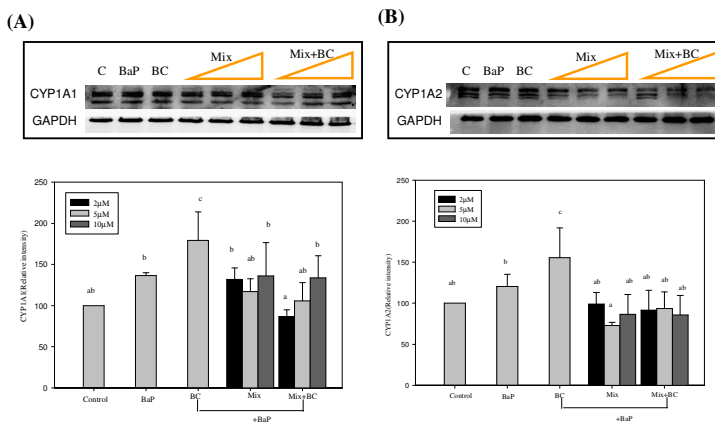 (A)
Mix
Mix+BC
C BaP BC
CYP1A1
GAPDH
250
200
150
100
50
0
CYP1A1(Relative intensity)
2μM
5μM
10μM
ab
b
c
b
ab
b
a
ab
b
Control
BaP
BC
Mix
Mix+BC
+BaP
(B)
Mix
Mix+BC
C BaP BC
CYP1A2
GAPDH
250
200
150
100
50
0
CYP1A2(Relative intensity)
2μM
5μM
10μM
ab
b
c
ab
a
ab
ab
ab
ab
Control
BaP
BC
Mix
Mix+BC
+BaP